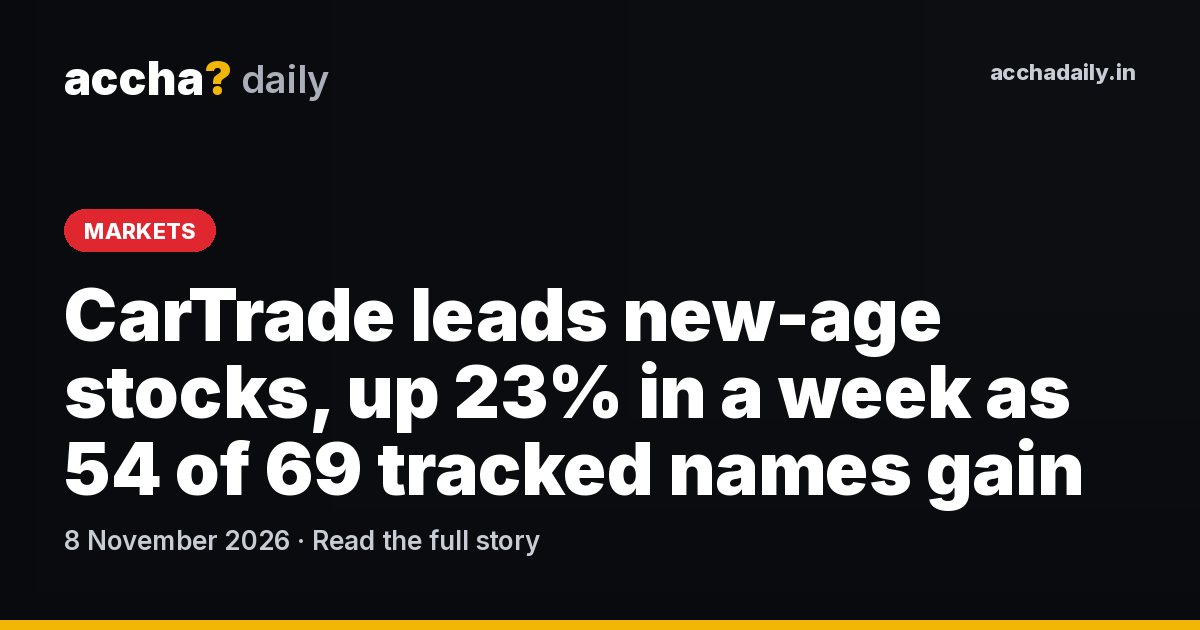 accha? daily
acchadaily.in
MARKETS
CarTrade leads new-age
stocks, up 23% in a week as
54 of 69 tracked names gain
8 November 2026 · Read the full story